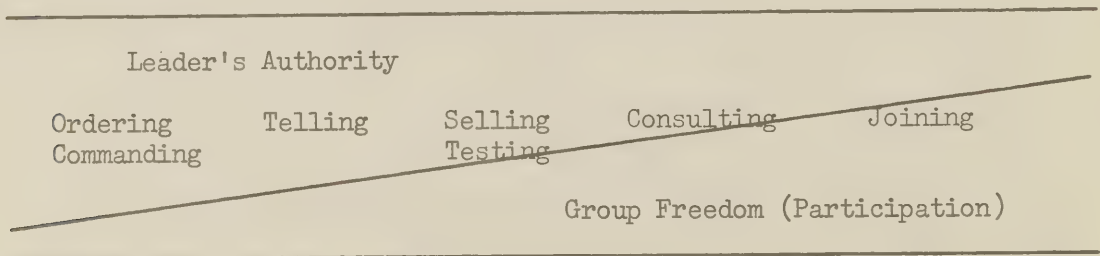 Leader's Authority
Ordering Telling Selling Consulting Joining
Commanding Testing
Group Freedom (Participation)